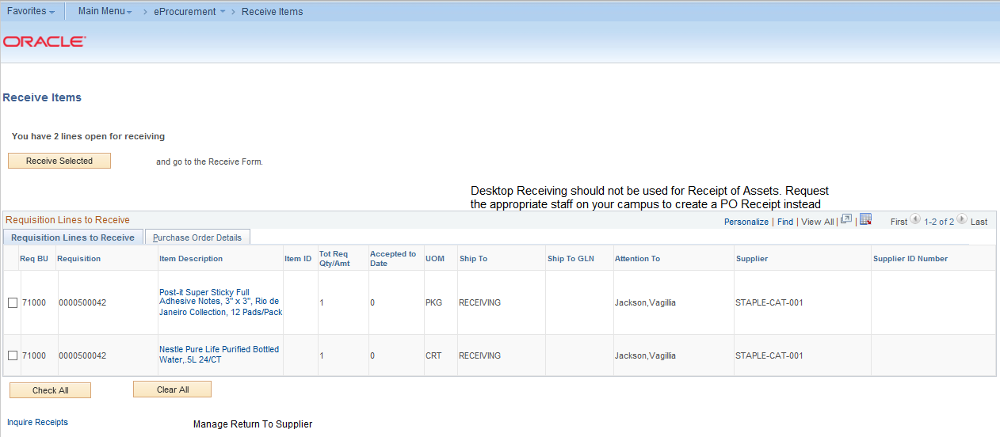 Favorites Main Menu > eProcurement > Receive Items
ORACLE
Receive Items
You have 2 lines open for receiving
Receive Selected and go to the Receive Form.
Desktop Receiving should not be used for Receipt of Assets. Request
the appropriate staff on your campus to create a PO Receipt instead
Requisition Lines to Receive Personalize | Find | View All | | First 1-2 of 2 Last
Requisition Lines to Receive Purchase Order Details
Req BU Requisition Item Description Item ID Tot Req Qty/Amt Accepted to Date UOM Ship To Ship To GLN Attention To Supplier Supplier ID Number
71000 0000500042 Post-it Super Sticky Full Adhesive Notes, 3" x 3", Rio de Janeiro Collection, 12 Pads/Pack 1 0 PKG RECEIVING Jackson,Vagillia STAPLE-CAT-001
71000 0000500042 Nestle Pure Life Purified Bottled Water,.5L 24/CT 1 0 CRT RECEIVING Jackson,Vagillia STAPLE-CAT-001
Check All Clear All
Inquire Receipts Manage Return To Supplier